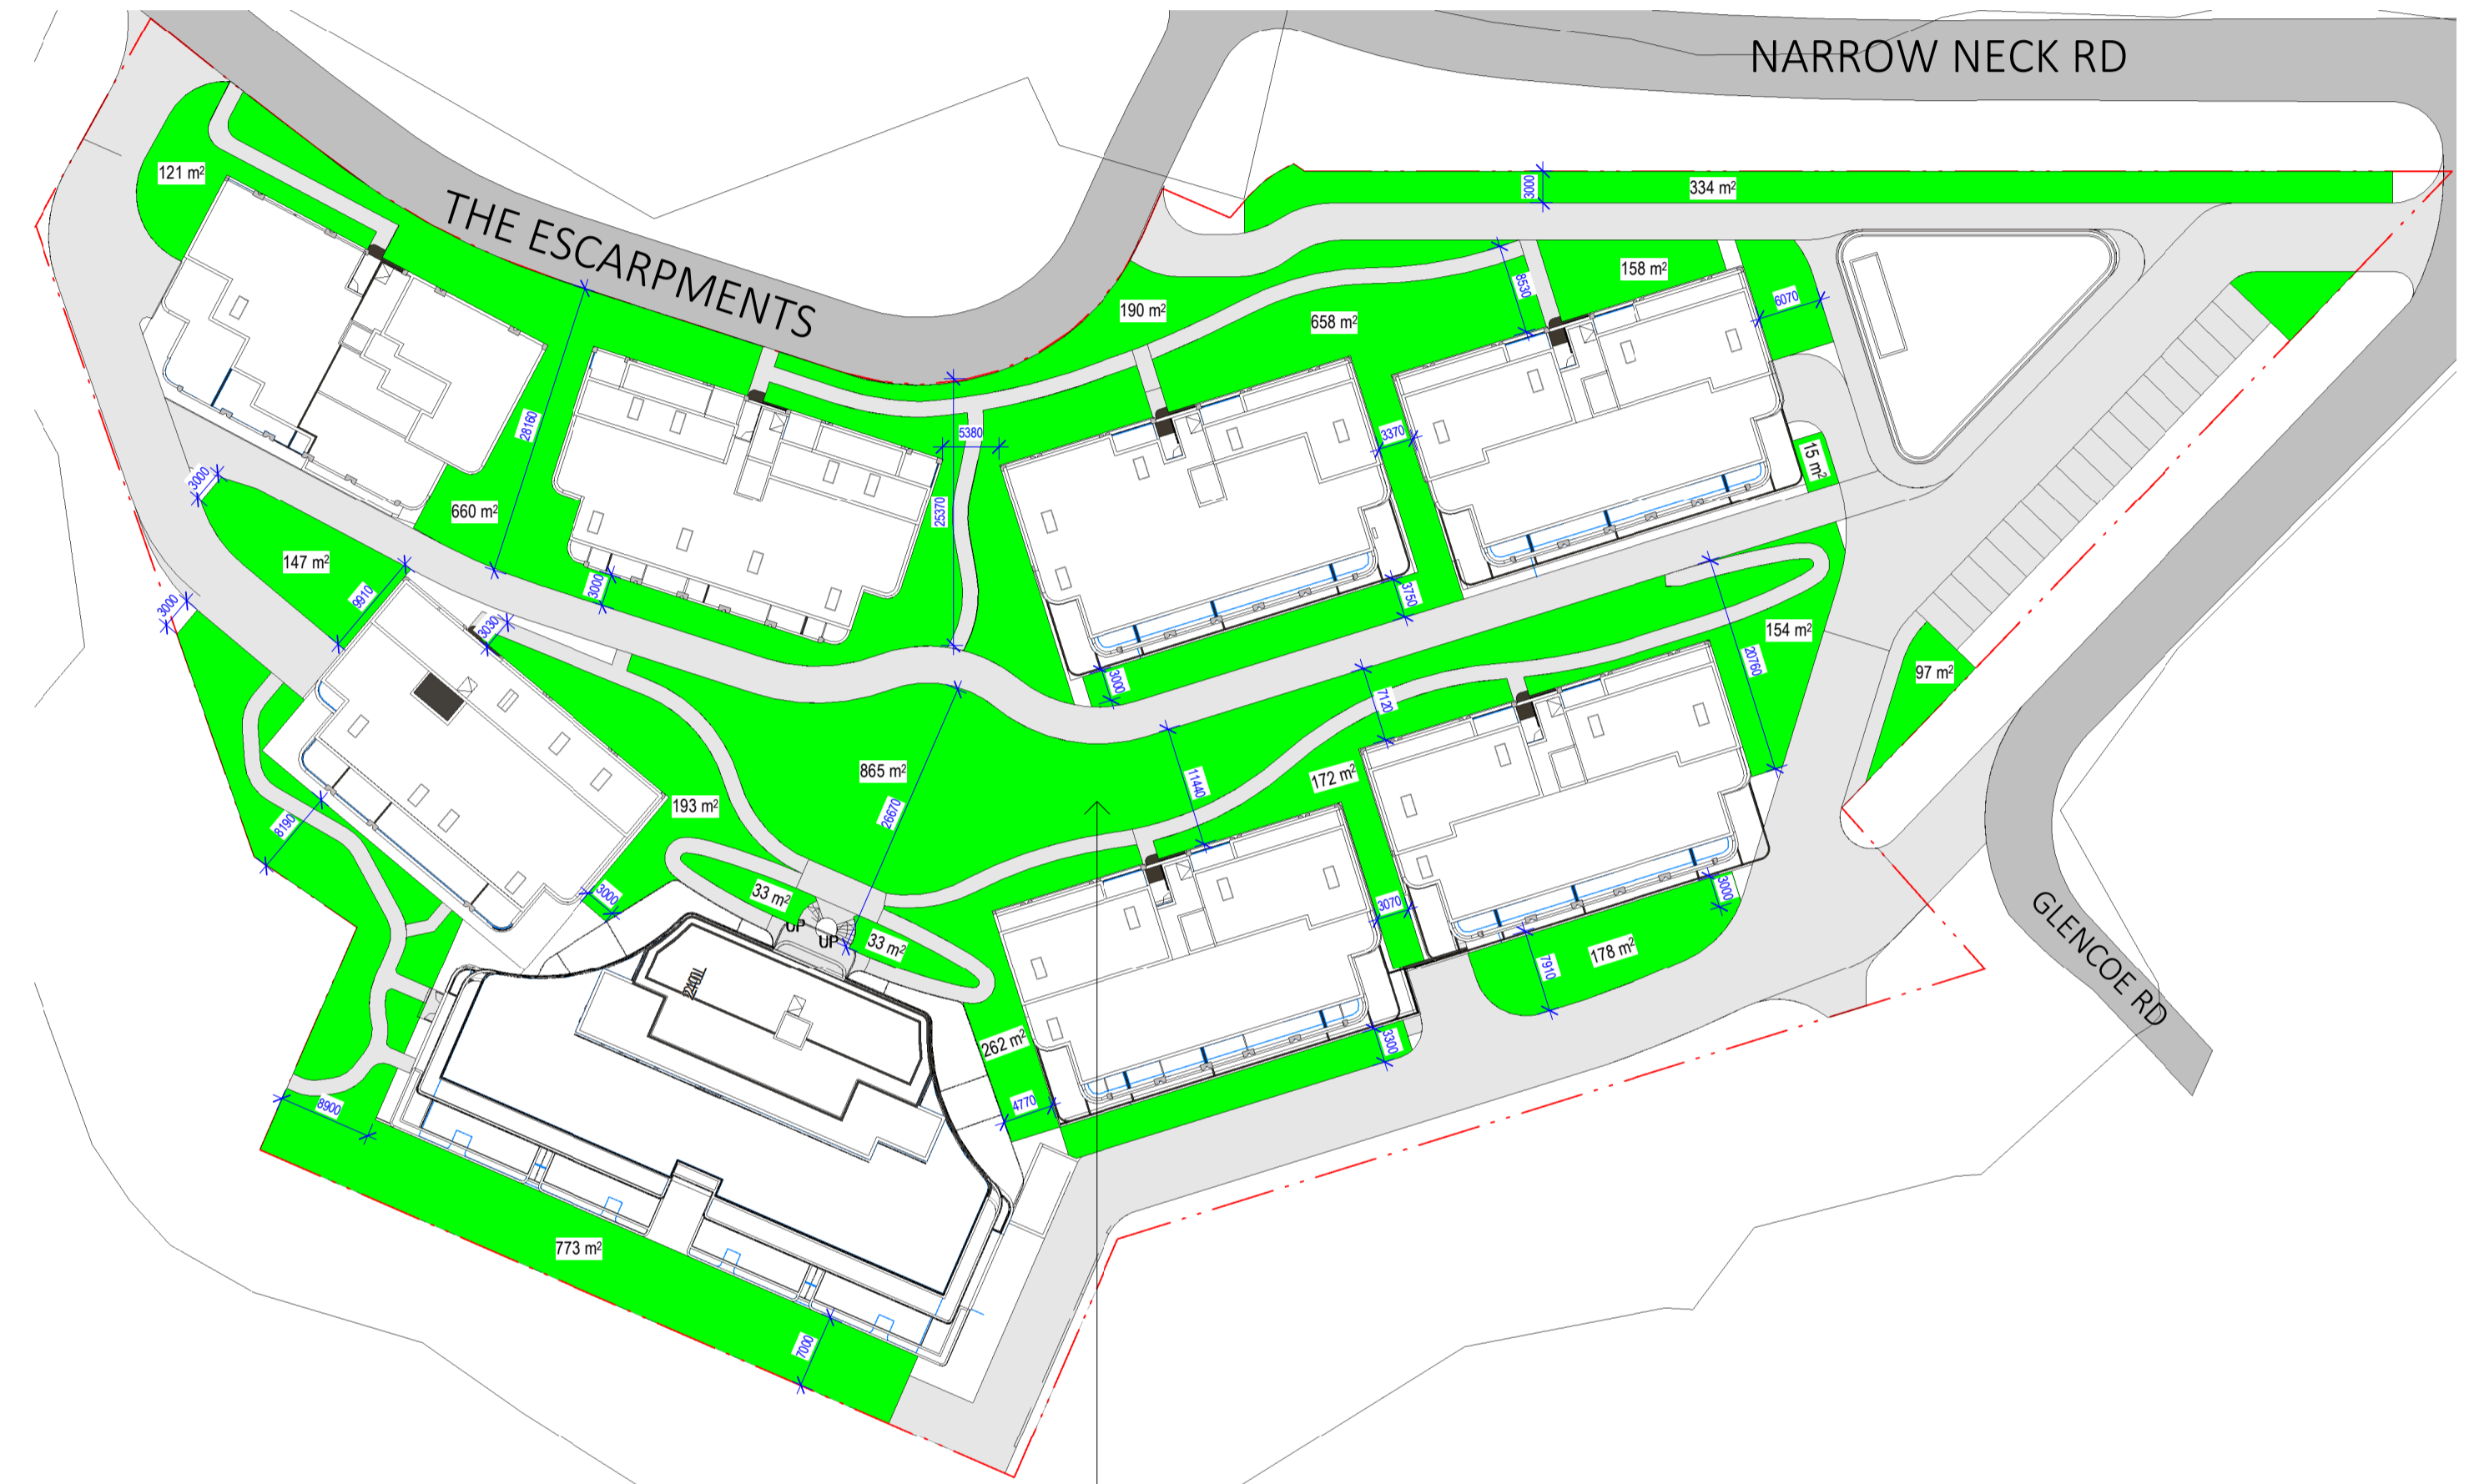 NARROW NECK RD
121 m²
3000
334 m²
THE ESCARPMENTS
158 m²
8530
6070
190 m²
658 m²
28160
5380
3370
15 m²
3000
660 m²
25370
147 m²
9910
3000
3750
3000
3030
154 m²
20760
97 m²
3000
7120
865 m²
11440
172 m²
193 m²
26670
8190
3000
33 m²
UP
UP
33 m²
3070
3000
178 m²
7910
GLENCOE RD
262 m²
3300
8900
4770
773 m²
7000